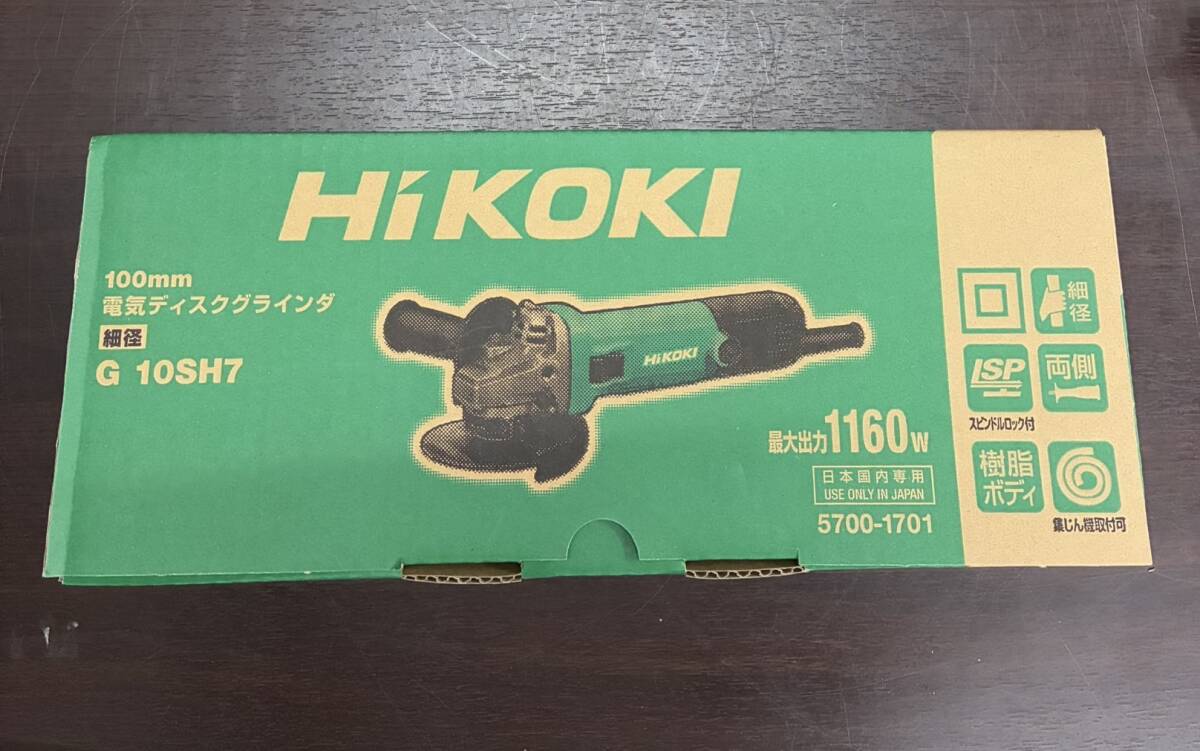 HiKOKI
100mm
電気ディスクグラインダ
細径
G 10SH7
HiKOKI
最大出力1160W
日本国内専用
USE ONLY IN JAPAN
5700-1701
細径
ISP
スピンドルロック付
両側
樹脂
ボディ
集じん機取付可